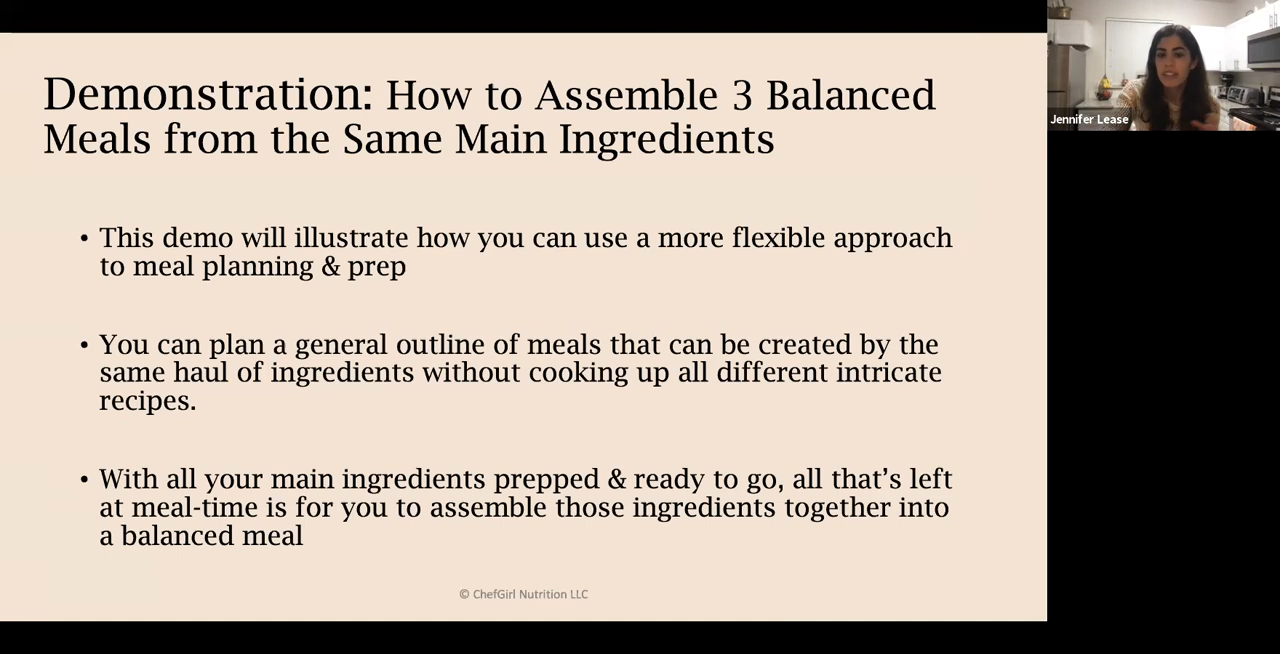 Demonstration: How to Assemble 3 Balanced
Meals from the Same Main Ingredients
• This demo will illustrate how you can use a more flexible approach
to meal planning & prep
• You can plan a general outline of meals that can be created by the
same haul of ingredients without cooking up all different intricate
recipes.
• With all your main ingredients prepped & ready to go, all that’s left
at meal-time is for you to assemble those ingredients together into
a balanced meal
© ChefGirl Nutrition LLC
Jennifer Lease